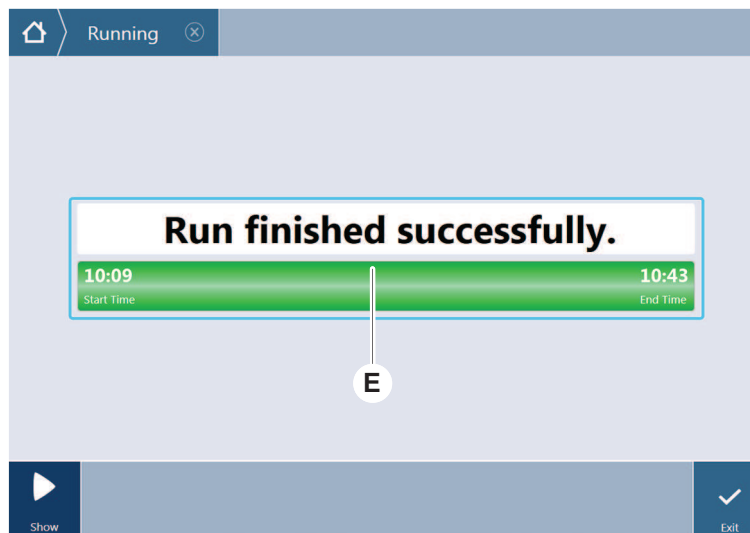 Running
Run finished successfully.
10:09 10:43
Start Time End Time
E
Show Exit